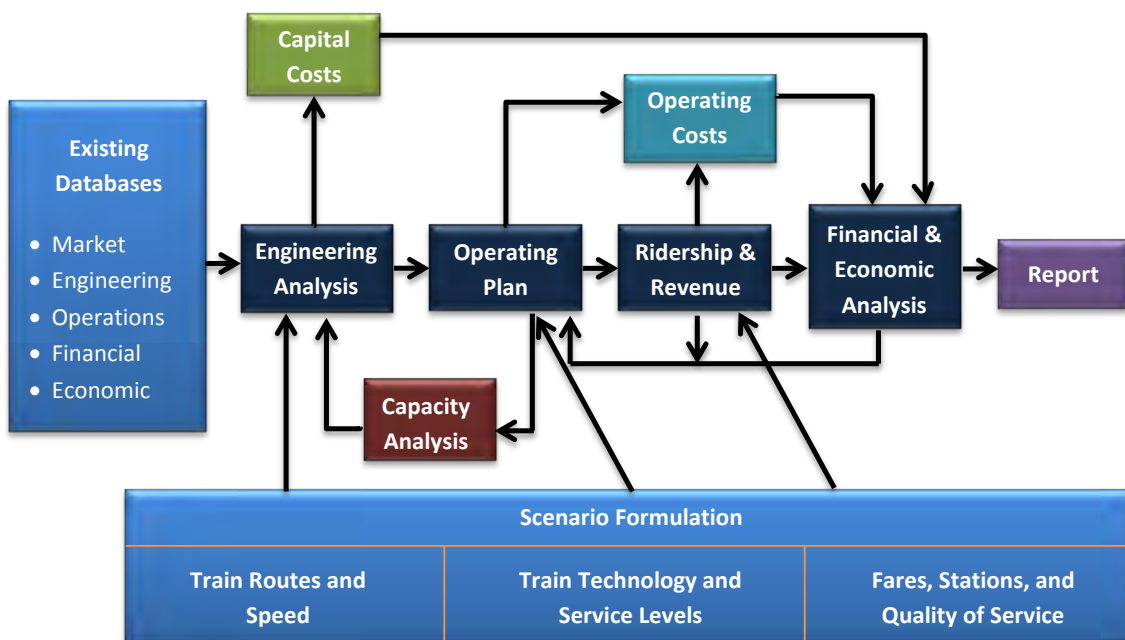 Capital
Costs
Operating
Costs
Existing
Databases
• Market
• Engineering
• Operations
• Financial
• Economic
Engineering
Analysis
Operating
Plan
Ridership &
Revenue
Financial &
Economic
Analysis
Report
Capacity
Analysis
Scenario Formulation
Train Routes and
Speed
Train Technology and
Service Levels
Fares, Stations, and
Quality of Service